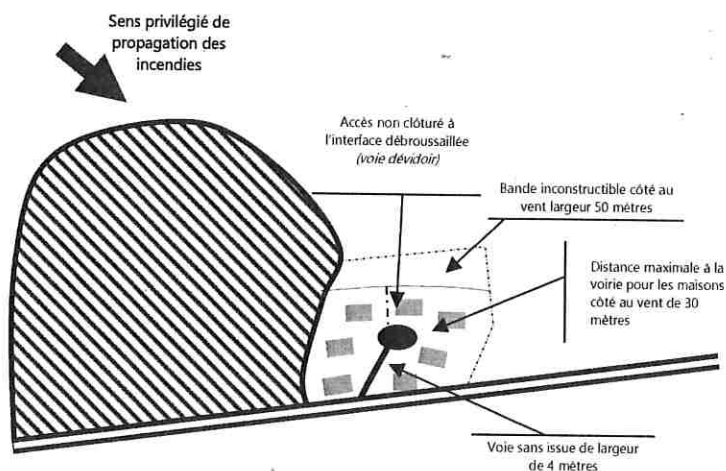 Sens privilégié de
propagation des
incendies
Accès non clôturé à
l'interface débroussaillée
(voie dévidoir)
Bande inconstructible côté au
vent largeur 50 mètres
Distance maximale à la
voirie pour les maisons
côté au vent de 30
mètres
Voie sans issue de largeur
de 4 mètres